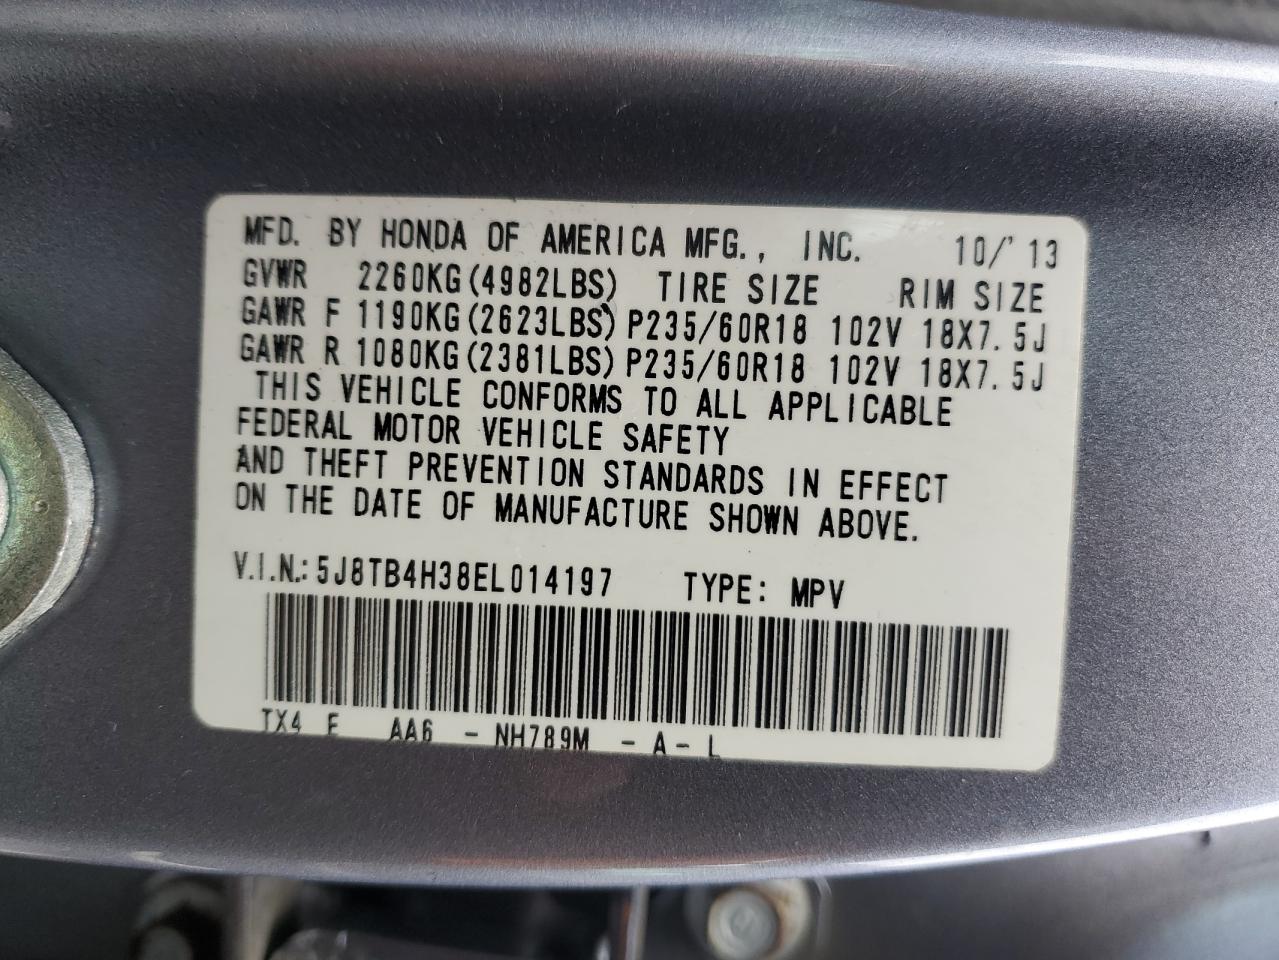 MFD. BY HONDA OF AMERICA MFG., INC. 10/'13
GVWR 2260KG(4982LBS) TIRE SIZE RIM SIZE
GAWR F 1190KG(2623LBS) P235/60R18 102V 18X7.5J
GAWR R 1080KG(2381LBS) P235/60R18 102V 18X7.5J
THIS VEHICLE CONFORMS TO ALL APPLICABLE
FEDERAL MOTOR VEHICLE SAFETY
AND THEFT PREVENTION STANDARDS IN EFFECT
ON THE DATE OF MANUFACTURE SHOWN ABOVE.
V.I.N.: 5J8TB4H38EL014197 TYPE: MPV
TX4 E AA6 - NH789M - A - L